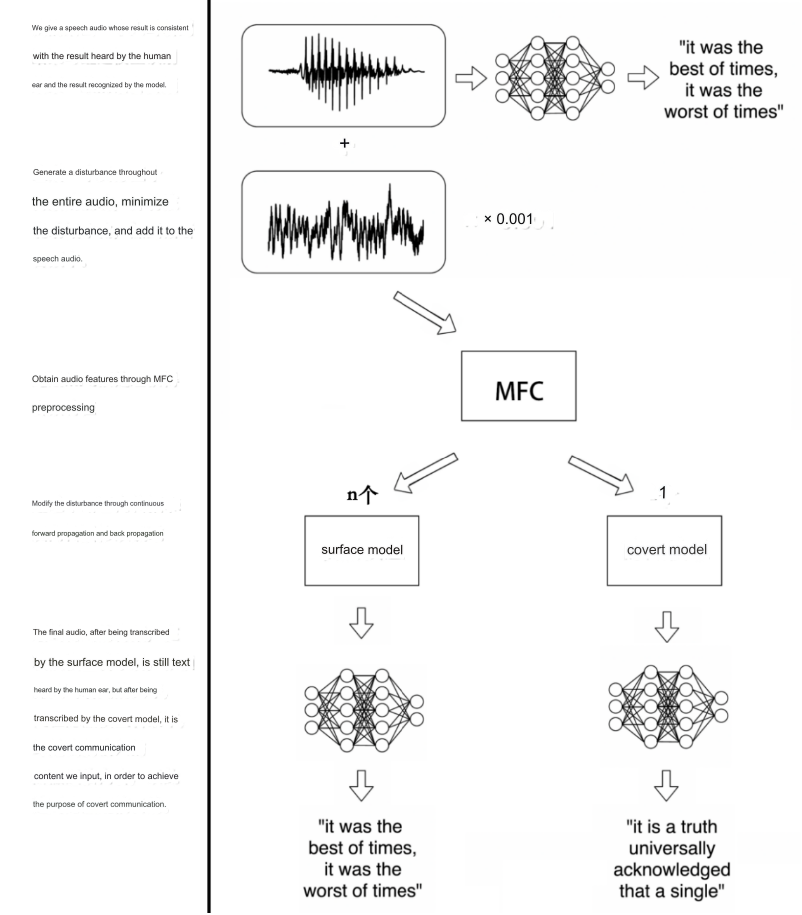 We give a speech audio whose result is consistent
with the result heard by the human
ear and the result recognized by the model.
Generate a disturbance throughout
the entire audio, minimize
the disturbance, and add it to the
speech audio.
Obtain audio features through MFC
preprocessing
Modify the disturbance through continuous
forward propagation and back propagation
The final audio, after being transcribed
by the surface model, is still text
heard by the human ear, but after being
transcribed by the covert model, it is
the covert communication
content we input, in order to achieve
the purpose of covert communication.
"it was the
best of times,
it was the
worst of times"
+
× 0.001
MFC
n个
1
surface model
covert model
"it was the
best of times,
it was the
worst of times"
"it is a truth
universally
acknowledged
that a single"